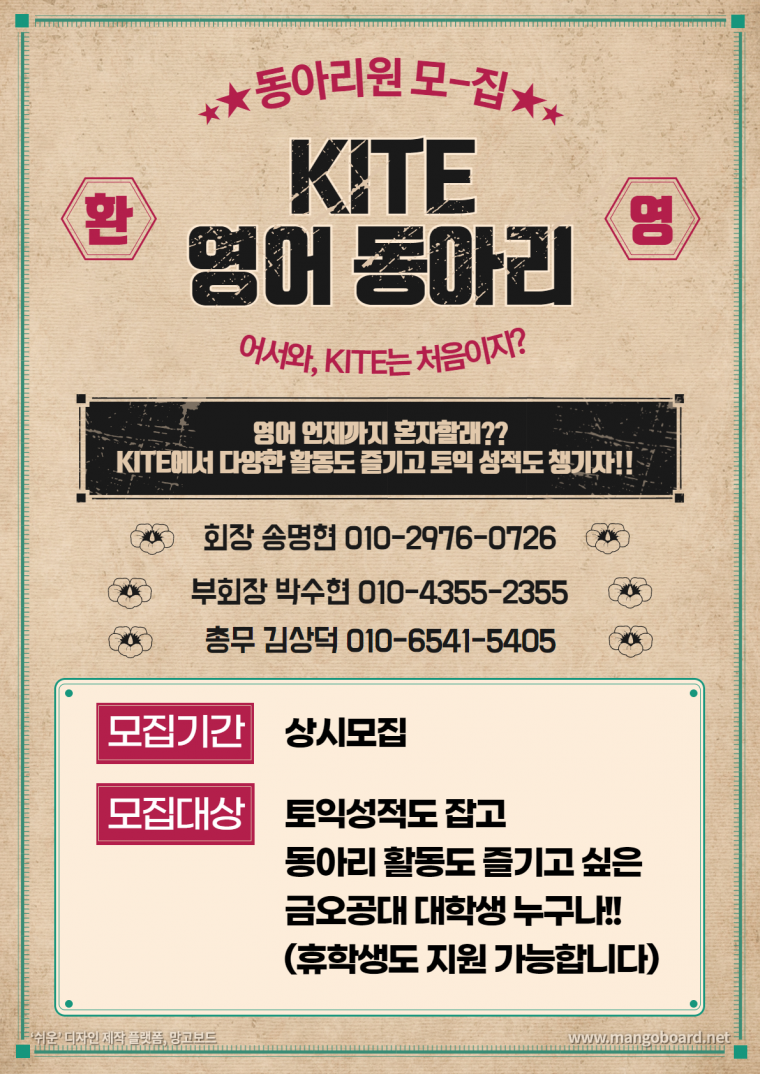 동아리원 모-집
KITE
환
영
영어 동아리
어서와, KITE는 처음이지?
영어 언제까지 혼자할래??
KITE에서 다양한 활동도 즐기고 토익 성적도 챙기자!!
회장 송명현 010-2976-0726
부회장 박수현 010-4355-2355
총무 김상덕 010-6541-5405
모집기간 상시모집
모집대상 토익성적도 잡고
동아리 활동도 즐기고 싶은
금오공대 대학생 누구나!!
(휴학생도 지원 가능합니다)
'쉬운' 디자인 제작 플랫폼, 망고보드
www.mangoboard.net